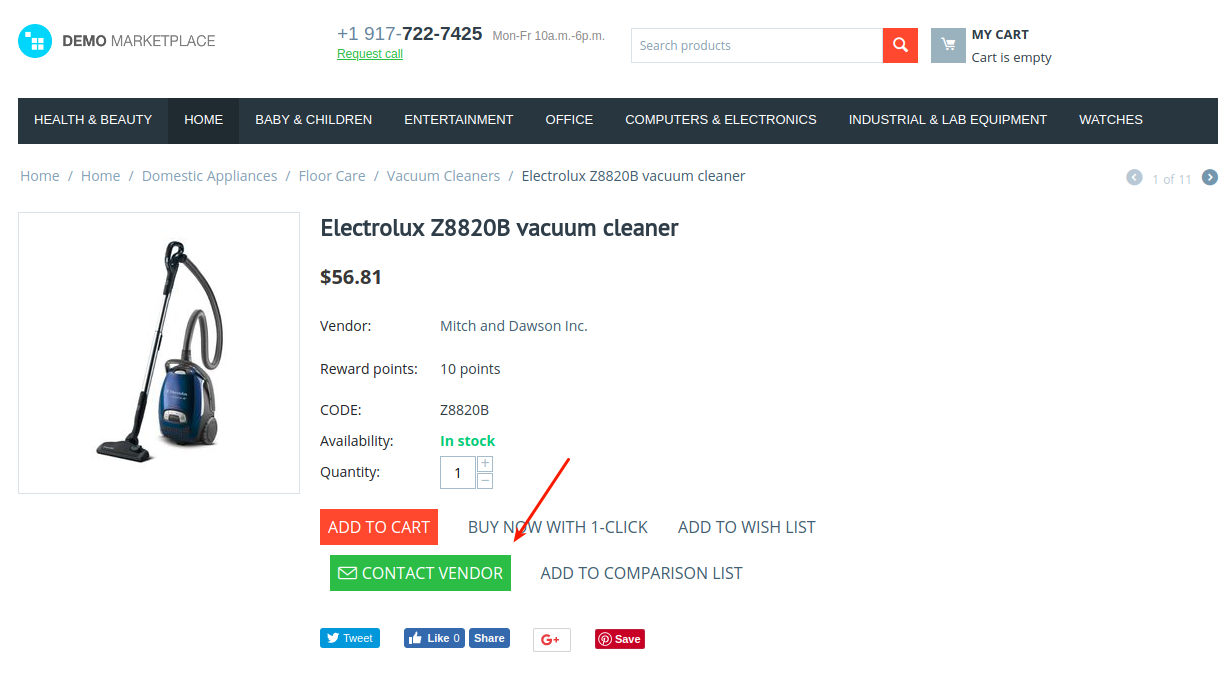 DEMO MARKETPLACE
+1 917-722-7425 Mon-Fr 10a.m.-6p.m.
Request call
Search products
MY CART
Cart is empty
HEALTH & BEAUTY HOME BABY & CHILDREN ENTERTAINMENT OFFICE COMPUTERS & ELECTRONICS INDUSTRIAL & LAB EQUIPMENT WATCHES
Home / Home / Domestic Appliances / Floor Care / Vacuum Cleaners / Electrolux Z8820B vacuum cleaner
1 of 11
Electrolux Z8820B vacuum cleaner
$56.81
Vendor: Mitch and Dawson Inc.
Reward points: 10 points
CODE: Z8820B
Availability: In stock
Quantity: 1 + −
ADD TO CART BUY NOW WITH 1-CLICK ADD TO WISH LIST
CONTACT VENDOR ADD TO COMPARISON LIST
Tweet Like 0 Share G+ Save